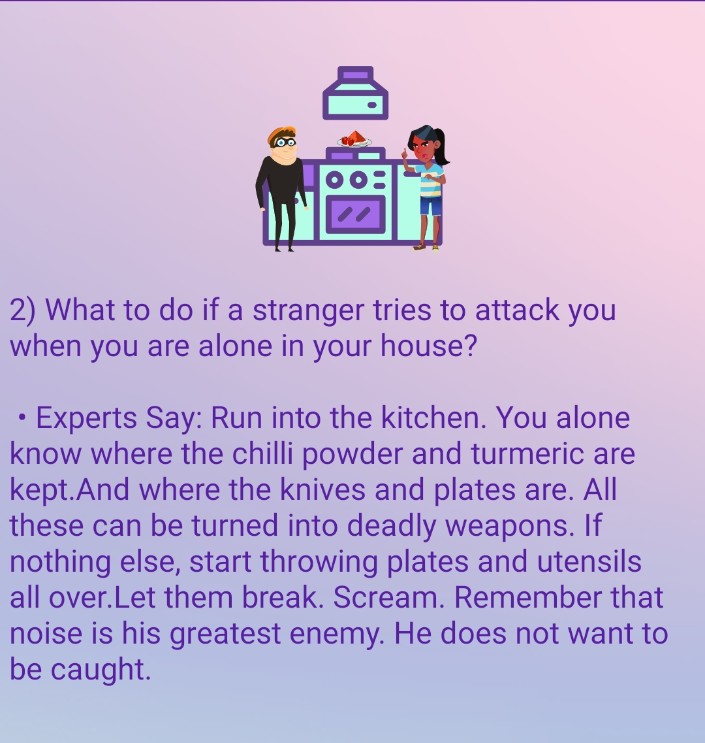 2) What to do if a stranger tries to attack you
when you are alone in your house?
• Experts Say: Run into the kitchen. You alone
know where the chilli powder and turmeric are
kept.And where the knives and plates are. All
these can be turned into deadly weapons. If
nothing else, start throwing plates and utensils
all over.Let them break. Scream. Remember that
noise is his greatest enemy. He does not want to
be caught.